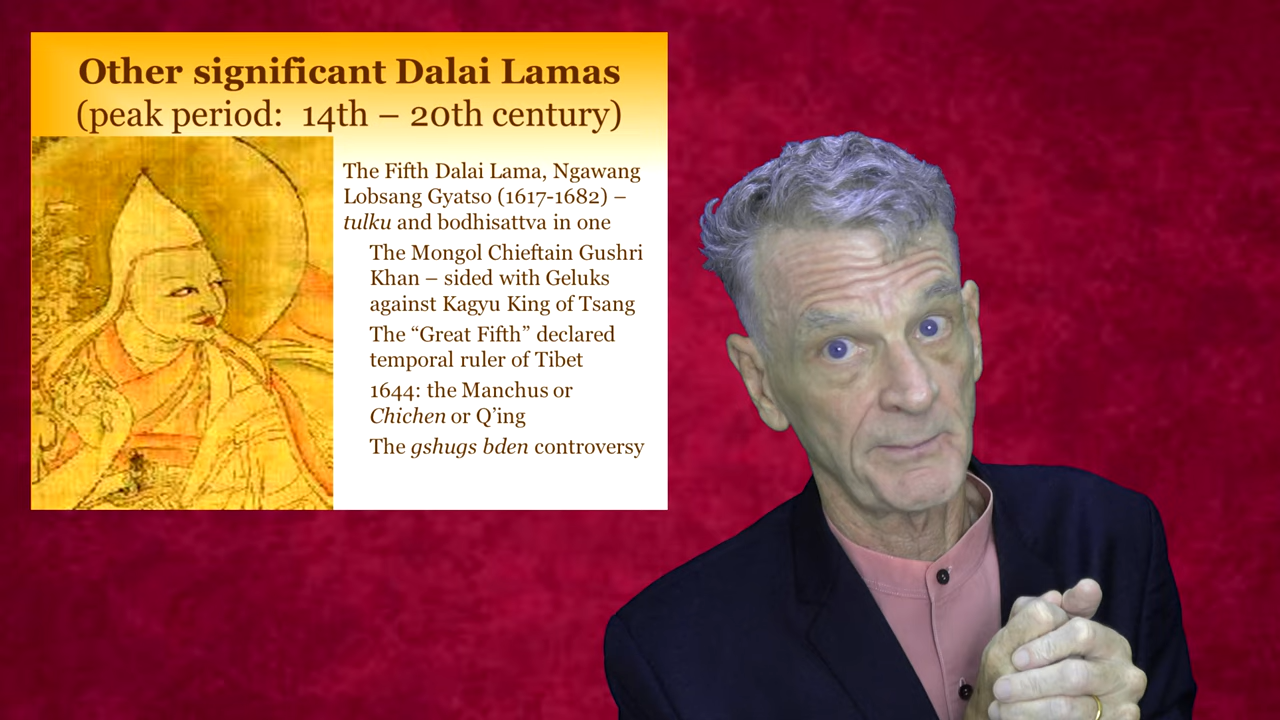 Other significant Dalai Lamas
(peak period: 14th – 20th century)
The Fifth Dalai Lama, Ngawang
Lobsang Gyatso (1617-1682) –
tulku and bodhisattva in one
The Mongol Chieftain Gushri
Khan – sided with Geluks
against Kagyu King of Tsang
The “Great Fifth” declared
temporal ruler of Tibet
1644: the Manchus or
Chichen or Q’ing
The gshugs bden controversy